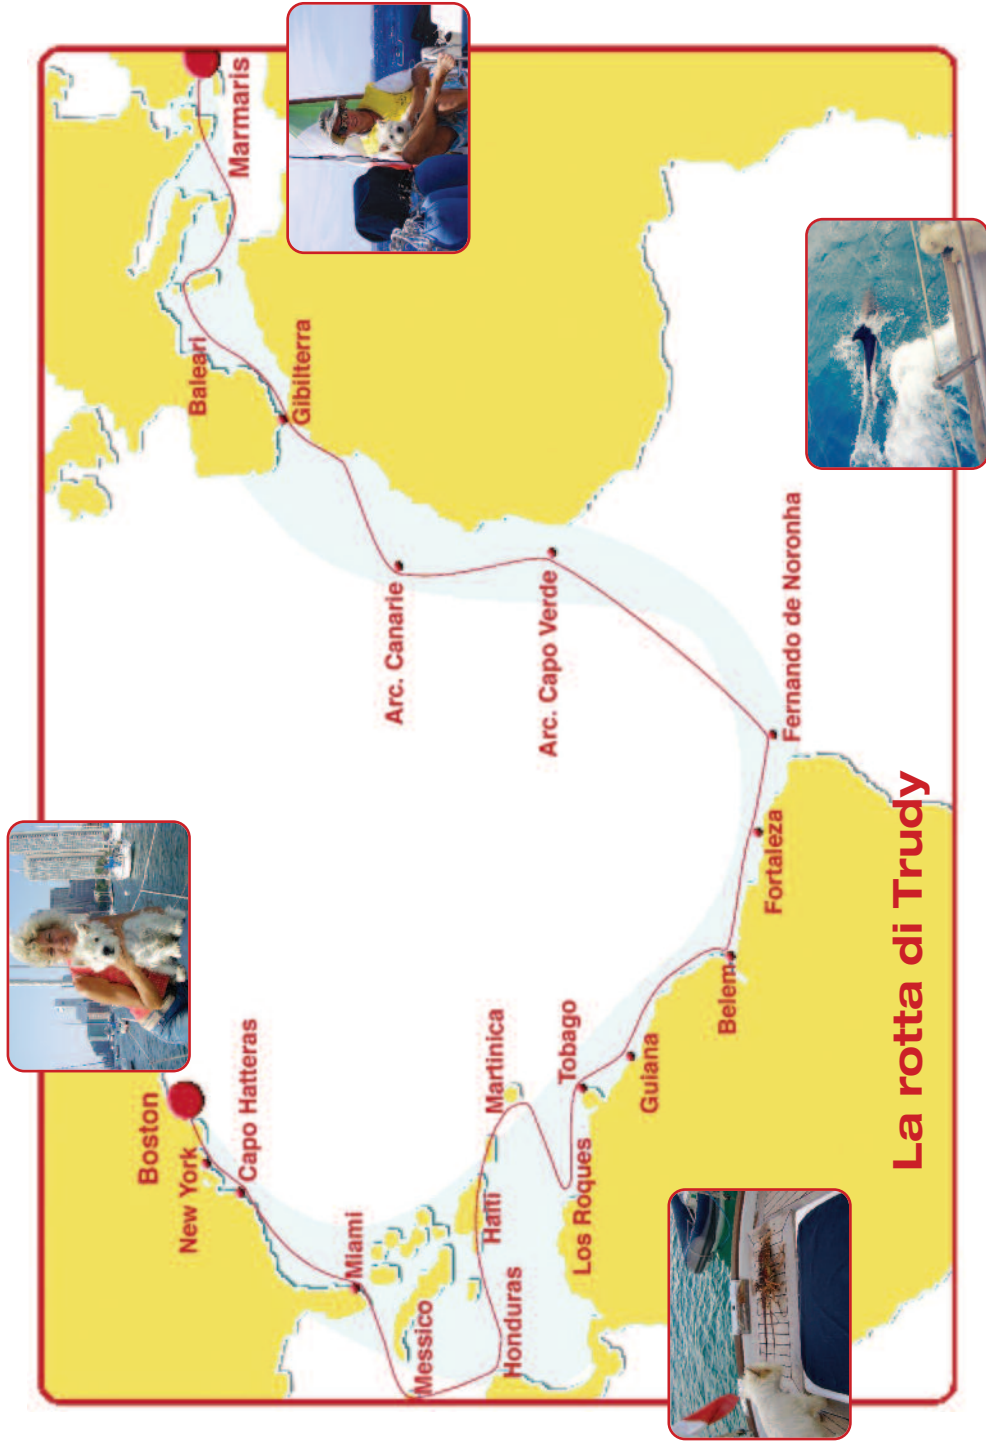 Boston
New York
Capo Hatteras
Miami
Messico
Honduras
Haiti
Martinica
Los Roques
Tobago
Guiana
Belem
Fortaleza
Fernando de Noronha
Arc. Capo Verde
Arc. Canarie
Gibilterra
Baleari
Marmaris
La rotta di Trudy